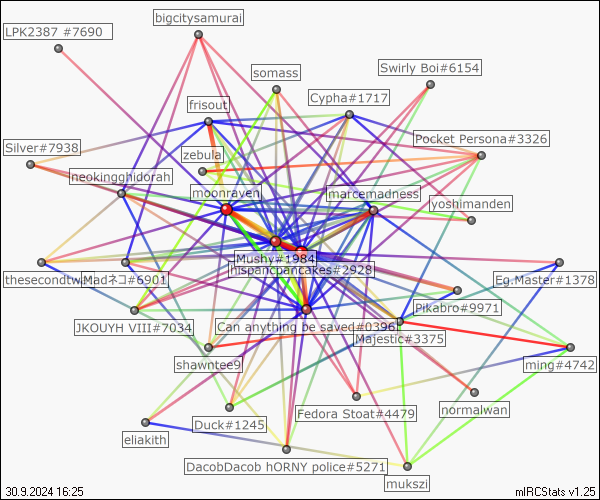 bigcitysamurai
LPK2387 #7690
somass
Swirly Boi#6154
frisout
Cypha#1717
Pocket Persona#3326
Silver#7938
zebula
neokingghidorah
moonraven
marcemadness
yoshimanden
Mushy#1984
hispancpancakes#2928
thesecondtw
Madネコ#6901
Eg.Master#1378
Pikabro#9971
JKOUYH VIII#7034
Can anything be saved#0396
Majestic#3375
shawntee9
ming#4742
Fedora Stoat#4479
normalwan
Duck#1245
eliakith
DacobDacob hORNY police#5271
mukszi
30.9.2024 16:25
mIRCStats v1.25